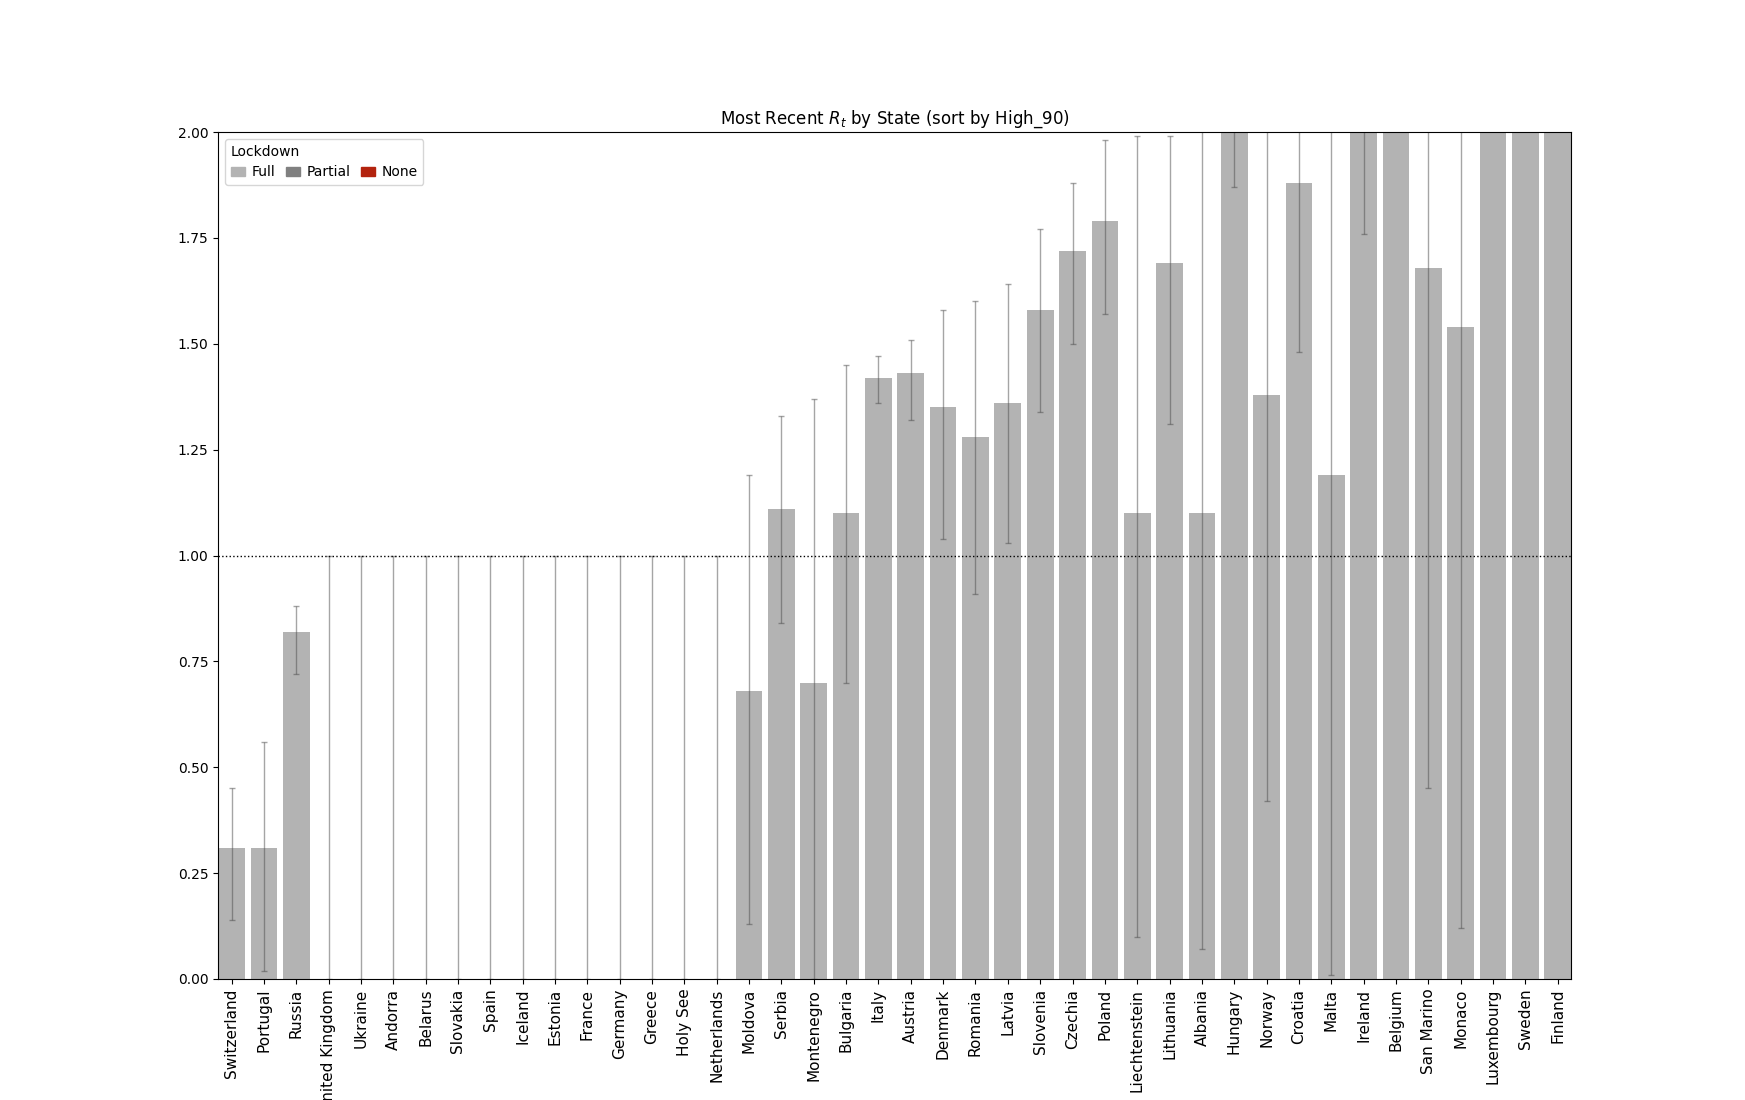 Most Recent R_t by State (sort by High_90)
Lockdown
Full Partial None
2.00
1.75
1.50
1.25
1.00
0.75
0.50
0.25
0.00
Switzerland
Portugal
Russia
nited Kingdom
Ukraine
Andorra
Belarus
Slovakia
Spain
Iceland
Estonia
France
Germany
Greece
Holy See
Netherlands
Moldova
Serbia
Montenegro
Bulgaria
Italy
Austria
Denmark
Romania
Latvia
Slovenia
Czechia
Poland
Liechtenstein
Lithuania
Albania
Hungary
Norway
Croatia
Malta
Ireland
Belgium
San Marino
Monaco
Luxembourg
Sweden
Finland